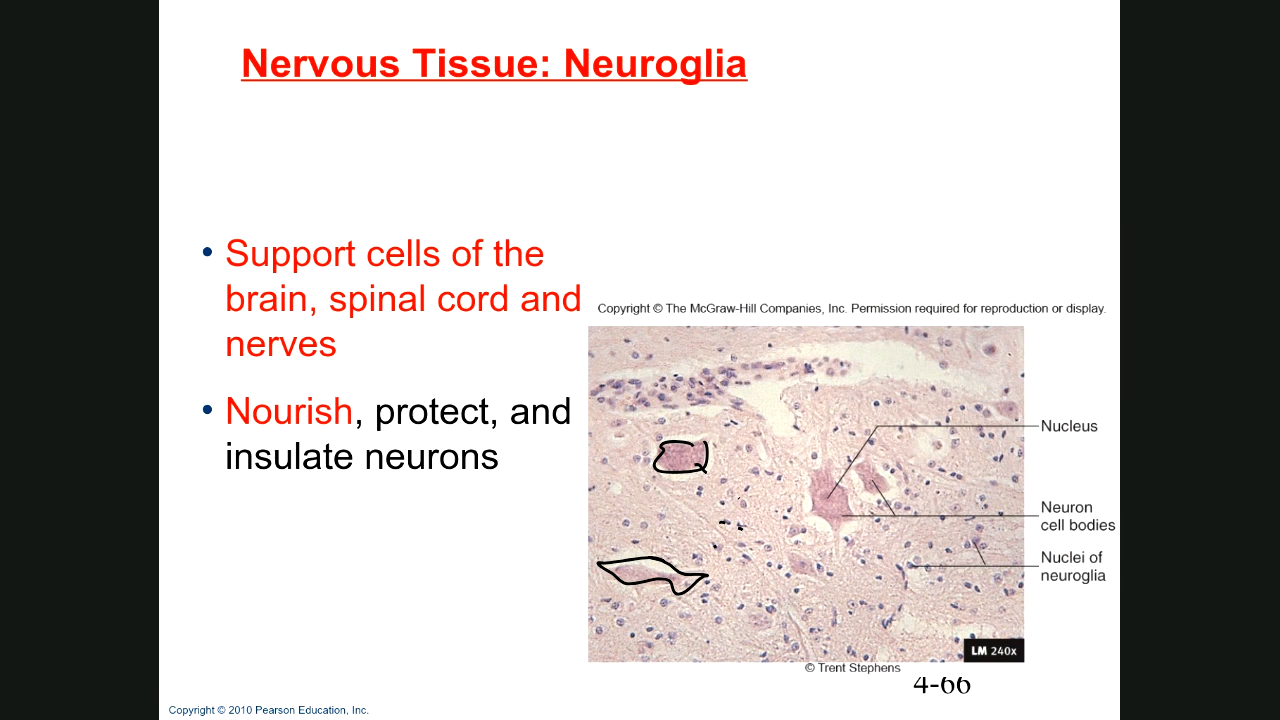 Nervous Tissue: Neuroglia
• Support cells of the
brain, spinal cord and
nerves
• Nourish, protect, and
insulate neurons
Copyright © The McGraw-Hill Companies, Inc. Permission required for reproduction or display.
Nucleus
Neuron
cell bodies
Nuclei of
neuroglia
LM 240x
© Trent Stephens
4-66
Copyright © 2010 Pearson Education, Inc.